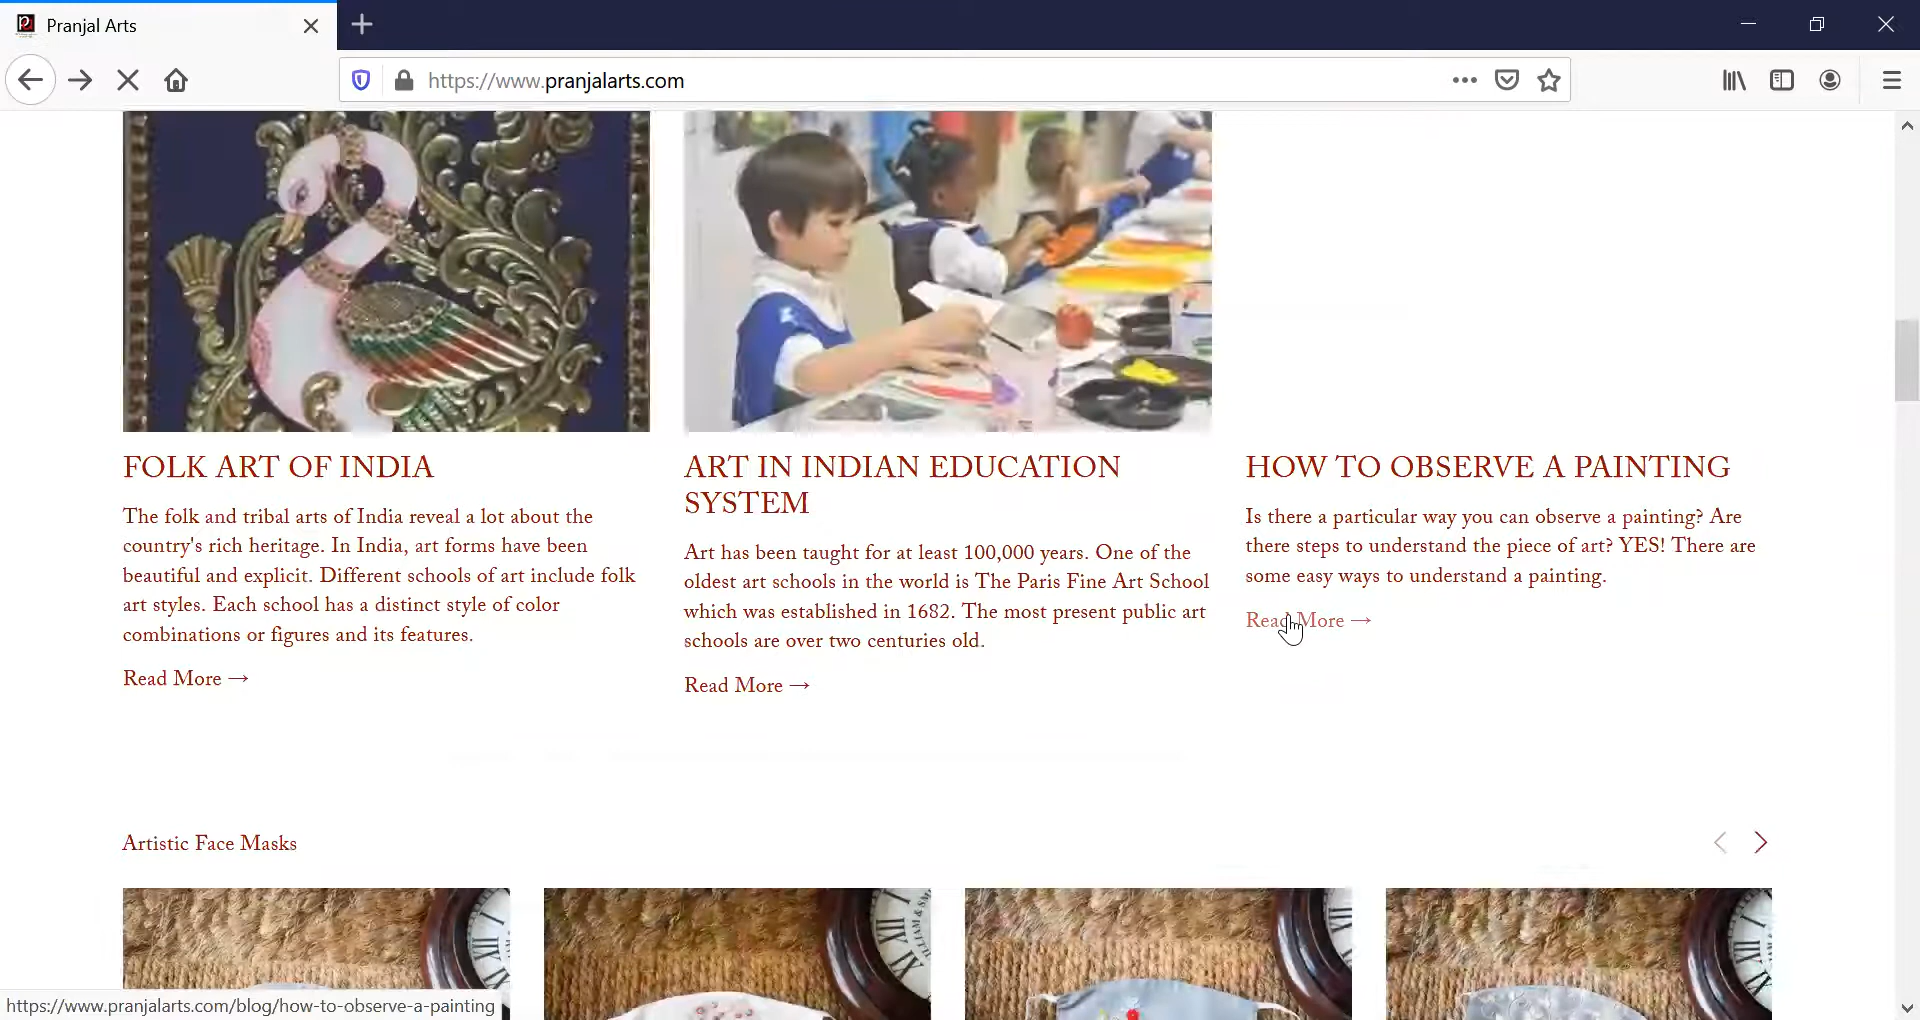 Pranjal Arts
https://www.pranjalarts.com
FOLK ART OF INDIA
The folk and tribal arts of India reveal a lot about the
country's rich heritage. In India, art forms have been
beautiful and explicit. Different schools of art include folk
art styles. Each school has a distinct style of color
combinations or figures and its features.
Read More →
ART IN INDIAN EDUCATION
SYSTEM
Art has been taught for at least 100,000 years. One of the
oldest art schools in the world is The Paris Fine Art School
which was established in 1682. The most present public art
schools are over two centuries old.
Read More →
HOW TO OBSERVE A PAINTING
Is there a particular way you can observe a painting? Are
there steps to understand the piece of art? YES! There are
some easy ways to understand a painting.
Read More →
Artistic Face Masks
https://www.pranjalarts.com/blog/how-to-observe-a-painting